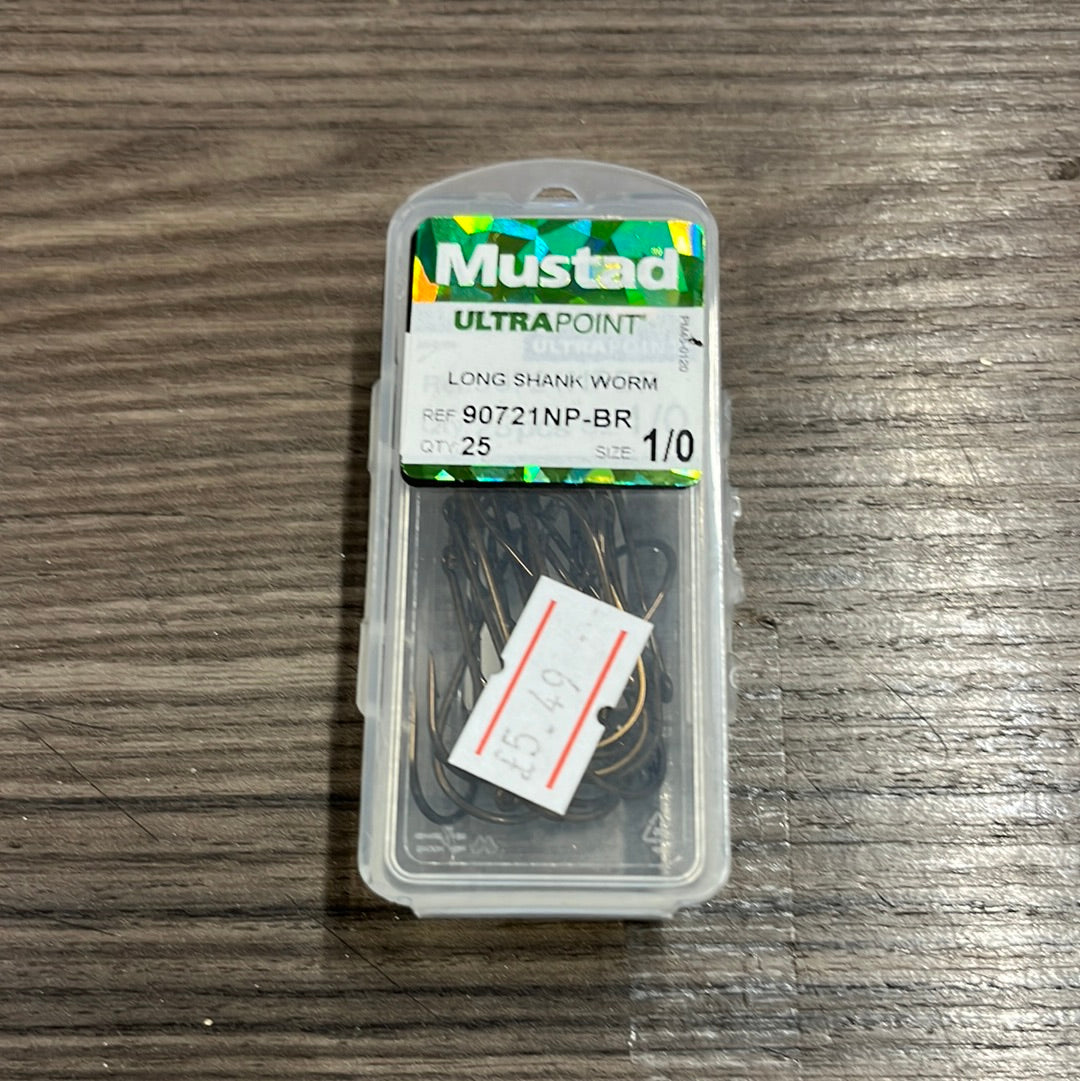 Mustad
ULTRAPOINT
LONG SHANK WORM
REF: 90721NP-BR
QTY: 25 SIZE: 1/0
£5.49